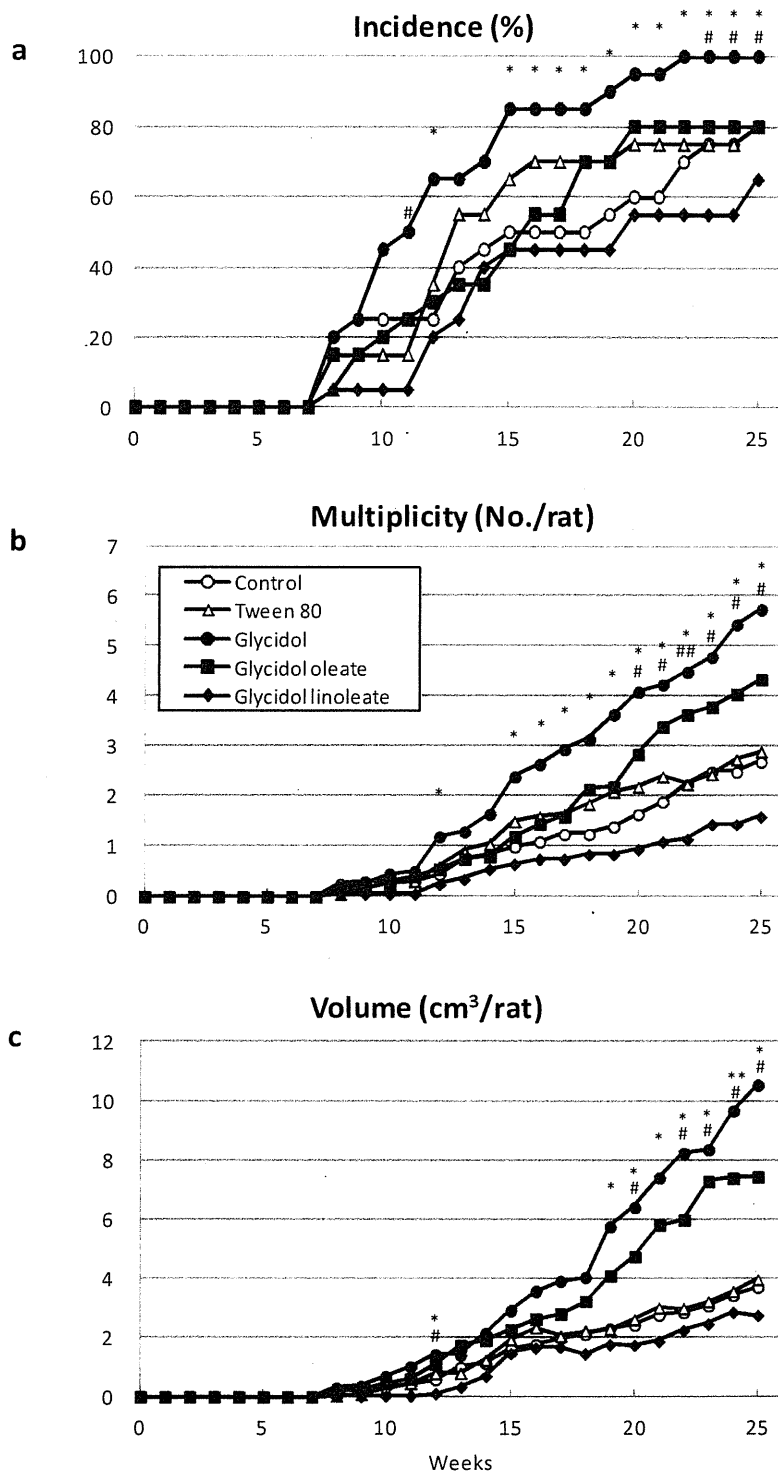 Incidence (%)
a
* * * *
* * * * * * *
# # #
100
*
80
60
#
40
20
0
0 5 10 15 20 25
Multiplicity (No./rat)
b
7
Control
Tween 80
Glycidol
Glycidol oleate
Glycidol linoleate
6
5
4
3
2
1
0
* * * * * * * * * * * *
# # ## # # #
0 5 10 15 20 25
Volume (cm³/rat)
c
12
10
8
6
4
2
0
* * * * * * ** *
# # # # # #
0 5 10 15 20 25
Weeks